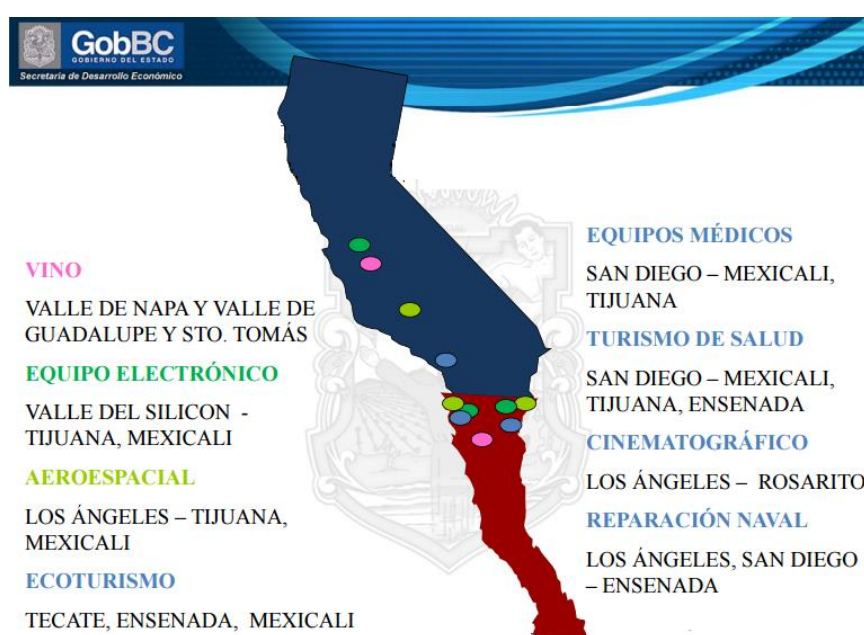 GobBC
GOBIERNO DEL ESTADO
Secretaría de Desarrollo Económico
VINO
VALLE DE NAPA Y VALLE DE
GUADALUPE Y STO. TOMÁS
EQUIPO ELECTRÓNICO
VALLE DEL SILICON -
TIJUANA, MEXICALI
AEROESPACIAL
LOS ÁNGELES – TIJUANA,
MEXICALI
ECOTURISMO
TECATE, ENSENADA, MEXICALI
EQUIPOS MÉDICOS
SAN DIEGO – MEXICALI,
TIJUANA
TURISMO DE SALUD
SAN DIEGO – MEXICALI,
TIJUANA, ENSENADA
CINEMATOGRÁFICO
LOS ÁNGELES – ROSARITO
REPARACIÓN NAVAL
LOS ÁNGELES, SAN DIEGO
– ENSENADA